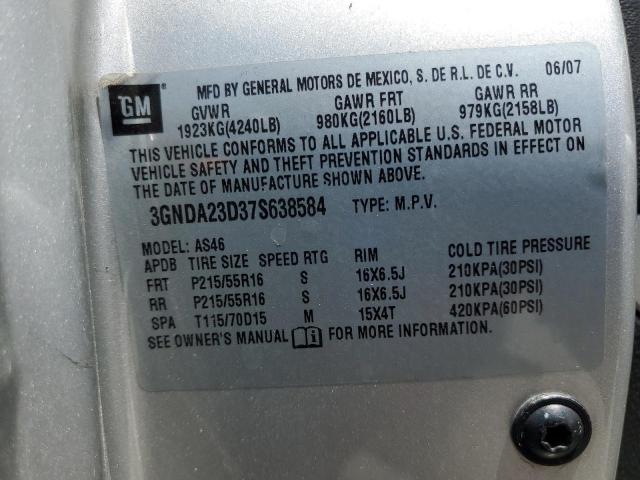 GM
MFD BY GENERAL MOTORS DE MEXICO, S. DE R.L. DE C.V. 06/07
GVWR GAWR FRT GAWR RR
1923KG(4240LB) 980KG(2160LB) 979KG(2158LB)
THIS VEHICLE CONFORMS TO ALL APPLICABLE U.S. FEDERAL MOTOR
VEHICLE SAFETY AND THEFT PREVENTION STANDARDS IN EFFECT ON
THE DATE OF MANUFACTURE SHOWN ABOVE.
3GNDA23D37S638584 TYPE: M.P.V.
MODEL: AS46
APDB TIRE SIZE SPEED RTG RIM COLD TIRE PRESSURE
FRT P215/55R16 S 16X6.5J 210KPA(30PSI)
RR P215/55R16 S 16X6.5J 210KPA(30PSI)
SPA T115/70D15 M 15X4T 420KPA(60PSI)
SEE OWNER'S MANUAL i FOR MORE INFORMATION.